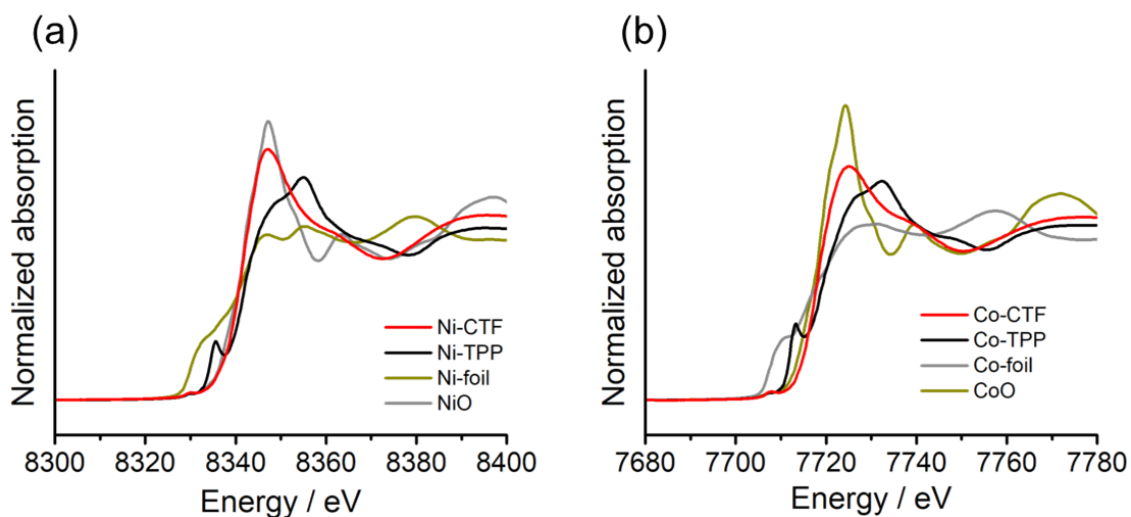 (a)
Normalized absorption
Ni-CTF
Ni-TPP
Ni-foil
NiO
8300 8320 8340 8360 8380 8400
Energy / eV
(b)
Normalized absorption
Co-CTF
Co-TPP
Co-foil
CoO
7680 7700 7720 7740 7760 7780
Energy / eV